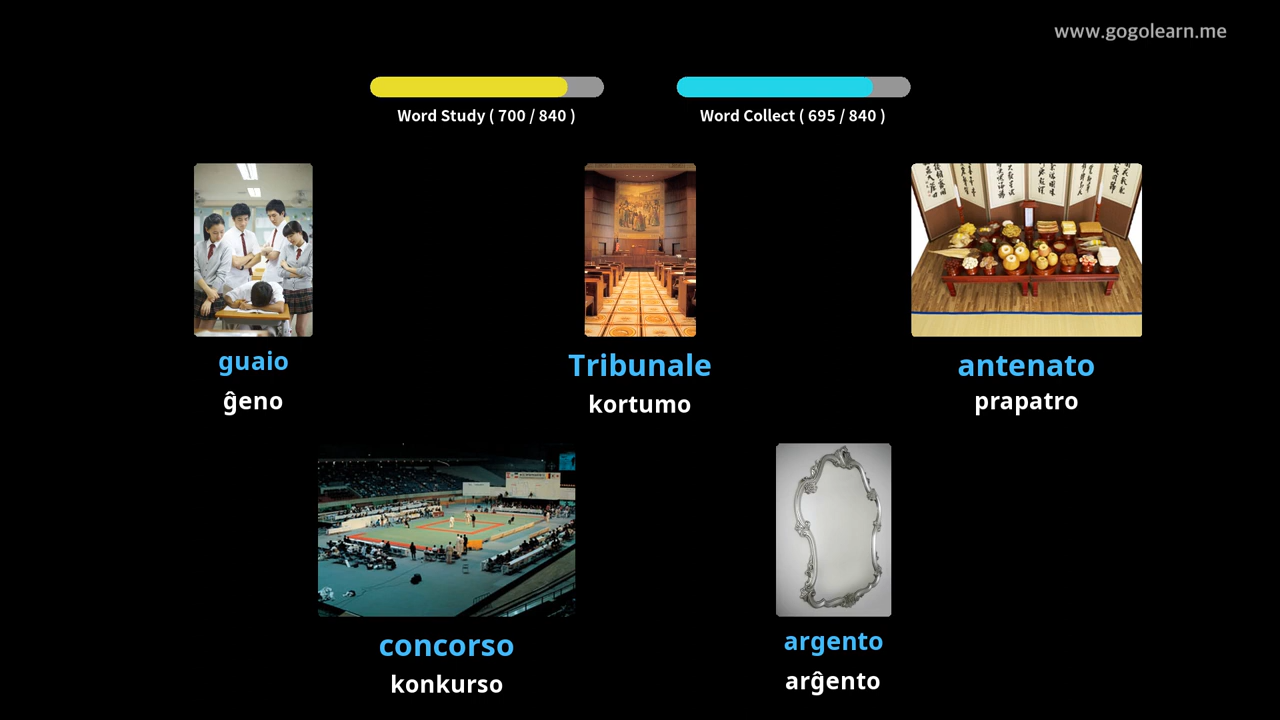 www.gogolearn.me
Word Study ( 700 / 840 )
Word Collect ( 695 / 840 )
guaio
ĝeno
Tribunale
kortumo
antenato
prapatro
concorso
konkurso
argento
arĝento